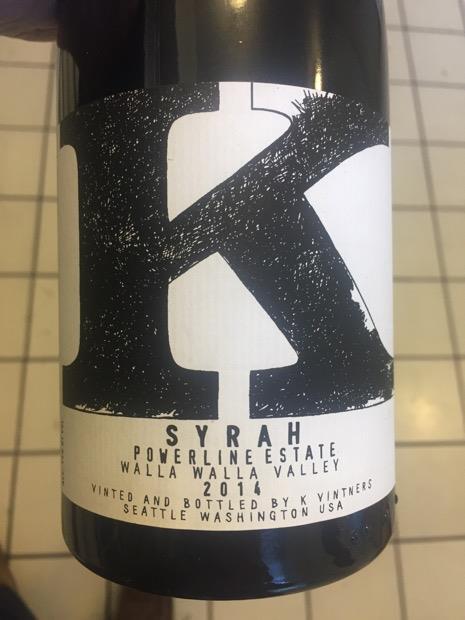 K
SYRAH
POWERLINE ESTATE
WALLA WALLA VALLEY
2014
VINTED AND BOTTLED BY K VINTNERS
SEATTLE WASHINGTON USA